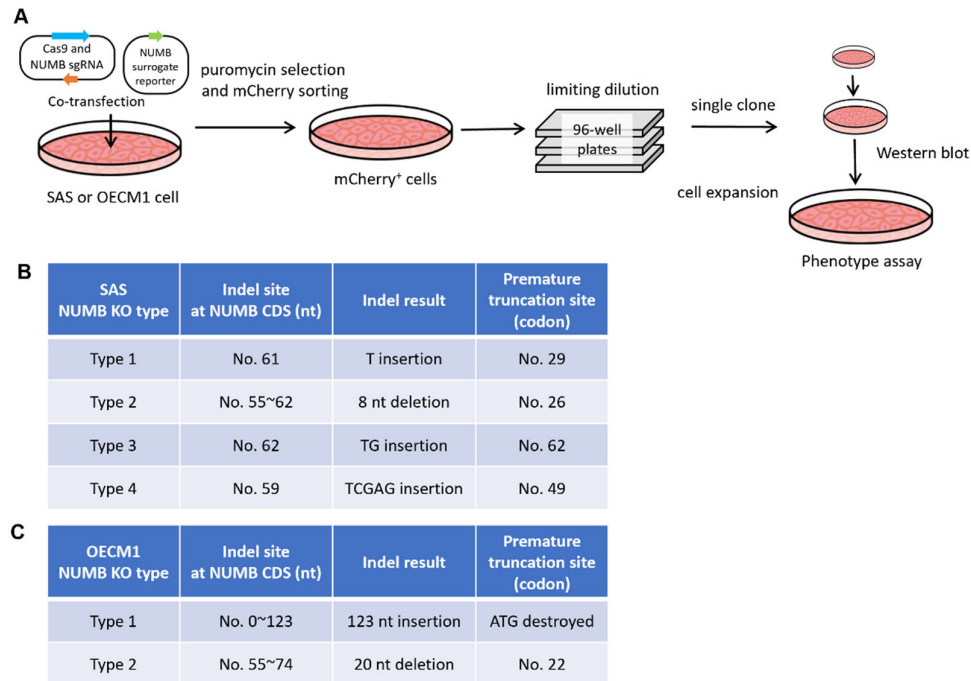 A
Cas9 and
NUMB sgRNA
NUMB
surrogate
reporter
Co-transfection
SAS or OECM1 cell
puromycin selection
and mCherry sorting
mCherry⁺ cells
limiting dilution
96-well
plates
single clone
cell expansion
Western blot
Phenotype assay
B
SAS
NUMB KO type
Indel site
at NUMB CDS (nt)
Indel result
Premature
truncation site
(codon)
Type 1
No. 61
T insertion
No. 29
Type 2
No. 55~62
8 nt deletion
No. 26
Type 3
No. 62
TG insertion
No. 62
Type 4
No. 59
TCGAG insertion
No. 49
C
OECM1
NUMB KO type
Indel site
at NUMB CDS (nt)
Indel result
Premature
truncation site
(codon)
Type 1
No. 0~123
123 nt insertion
ATG destroyed
Type 2
No. 55~74
20 nt deletion
No. 22